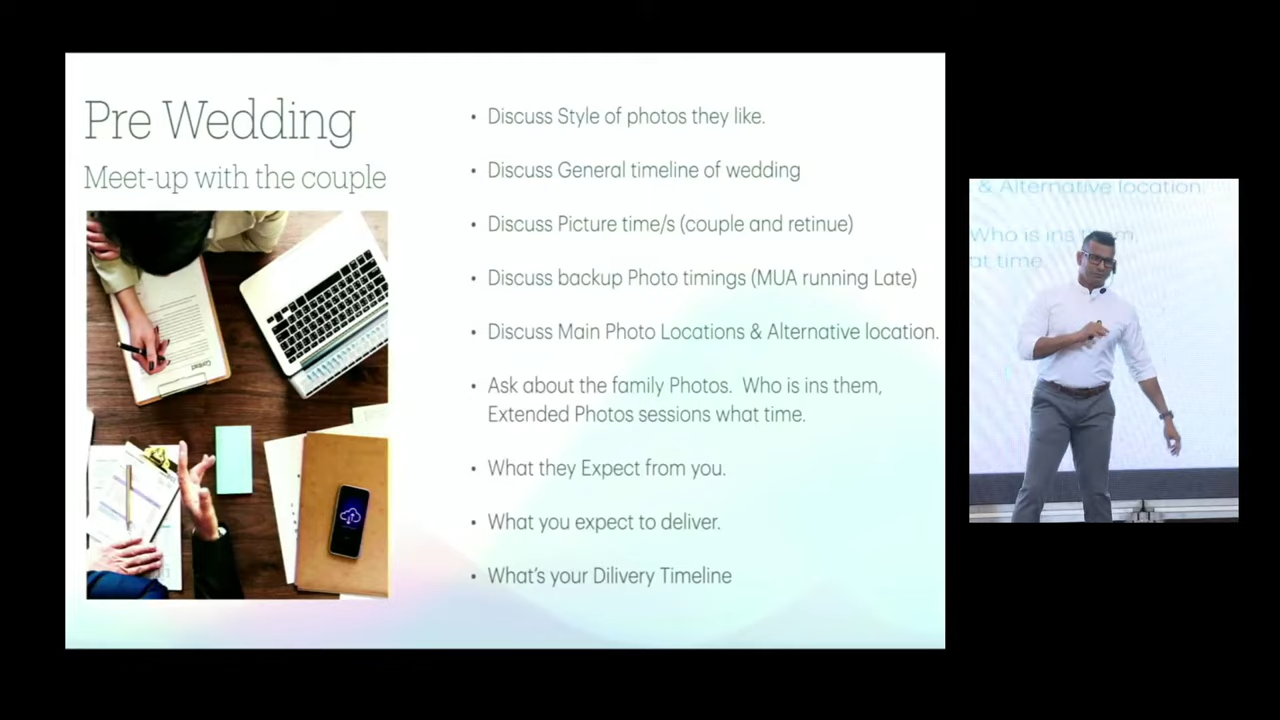 Pre Wedding
Meet-up with the couple
• Discuss Style of photos they like.
• Discuss General timeline of wedding
• Discuss Picture time/s (couple and retinue)
• Discuss backup Photo timings (MUA running Late)
• Discuss Main Photo Locations & Alternative location.
• Ask about the family Photos. Who is ins them,
Extended Photos sessions what time.
• What they Expect from you.
• What you expect to deliver.
• What's your Dilivery Timeline
Contract
& Alternative location
Who is ins them,
at time